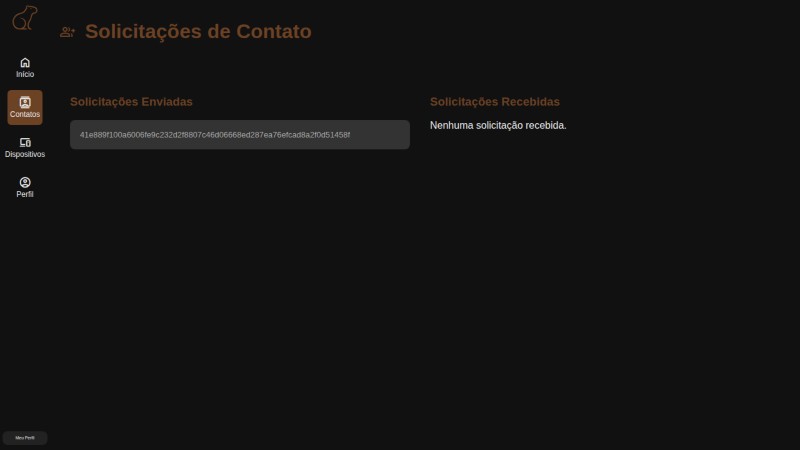 Solicitações de Contato
Início
Contatos
Dispositivos
Perfil
Solicitações Enviadas
41e889f100a6006fe9c232d2f8807c46d06668ed287ea76efcad8a2f0d51458f
Solicitações Recebidas
Nenhuma solicitação recebida.
Meu Perfil